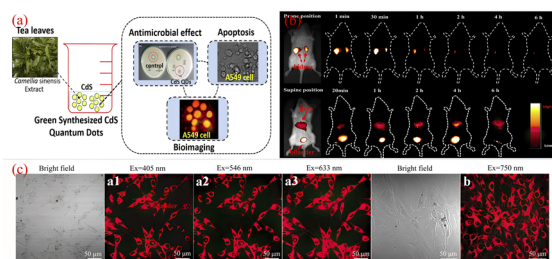 (a)
Tea leaves
Camellia sinensis
Extract
CdS
Green Synthesized CdS
Quantum Dots
Antimicrobial effect
Apoptosis
control
CdS QDs
A549 cell
A549 cell
Bioimaging
(b)
Prone position
1 min
30 min
1 h
2 h
4 h
6 h
Supine position
20min
1 h
2 h
4 h
6 h
(c)
Bright field
Ex=405 nm
Ex=546 nm
Ex=633 nm
Bright field
Ex=750 nm
a1
a2
a3
b
50 μm
50 μm
50 μm
50 μm
50 μm
50 μm